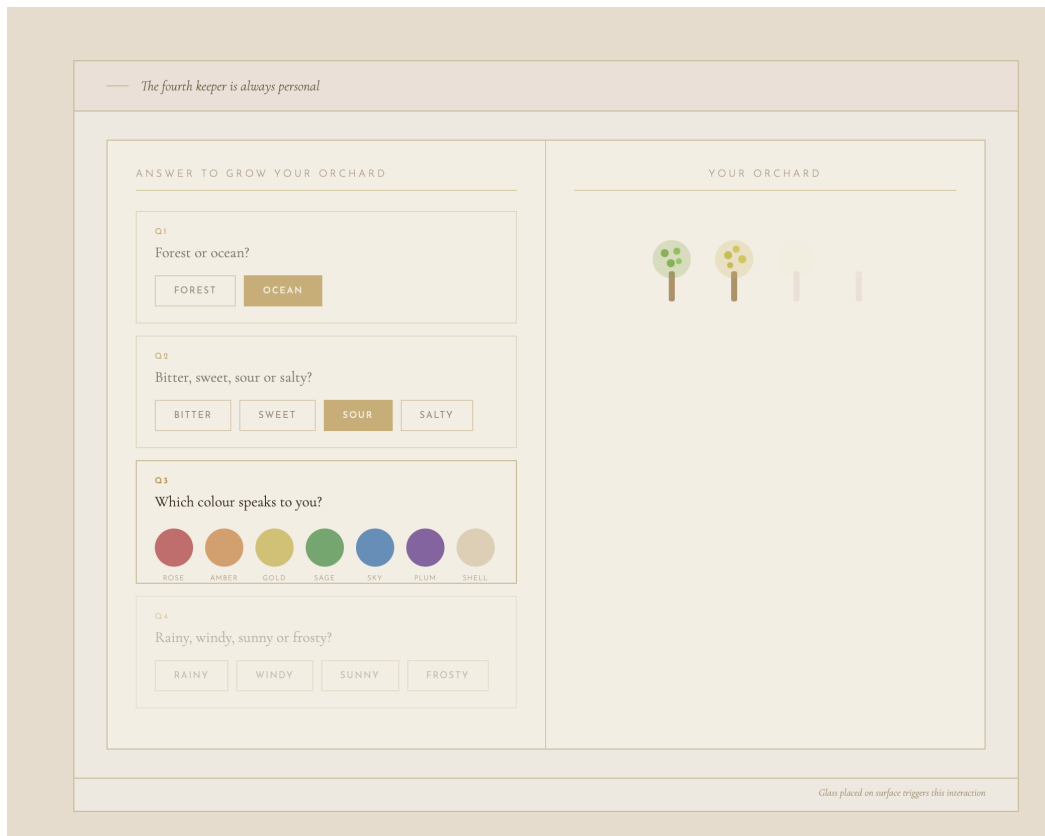 The fourth keeper is always personal
ANSWER TO GROW YOUR ORCHARD
Q1
Forest or ocean?
FOREST OCEAN
Q2
Bitter, sweet, sour or salty?
BITTER SWEET SOUR SALTY
Q3
Which colour speaks to you?
ROSE AMBER GOLD SAGE SKY PLUM SHELL
Q4
Rainy, windy, sunny or frosty?
RAINY WINDY SUNNY FROSTY
YOUR ORCHARD
Glass placed on surface triggers this interaction